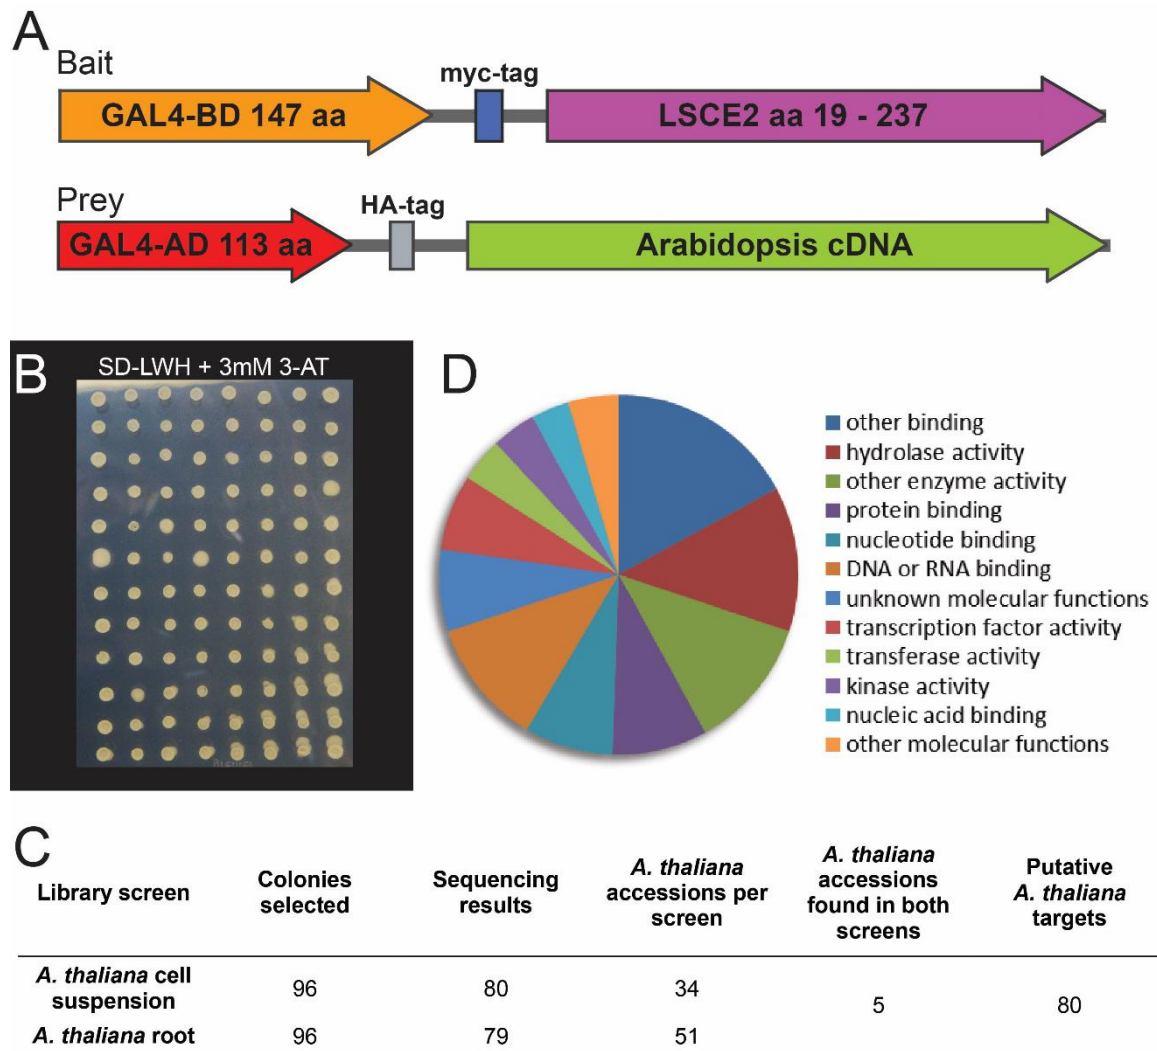 A
Bait
myc-tag
GAL4-BD 147 aa
LSCE2 aa 19 - 237
Prey
HA-tag
GAL4-AD 113 aa
Arabidopsis cDNA
B
SD-LWH + 3mM 3-AT
D
other binding
hydrolase activity
other enzyme activity
protein binding
nucleotide binding
DNA or RNA binding
unknown molecular functions
transcription factor activity
transferase activity
kinase activity
nucleic acid binding
other molecular functions
C
Library screen
Colonies
selected
Sequencing
results
A. thaliana
accessions per
screen
A. thaliana
accessions
found in both
screens
Putative
A. thaliana
targets
A. thaliana cell
suspension
96
80
34
5
80
A. thaliana root
96
79
51